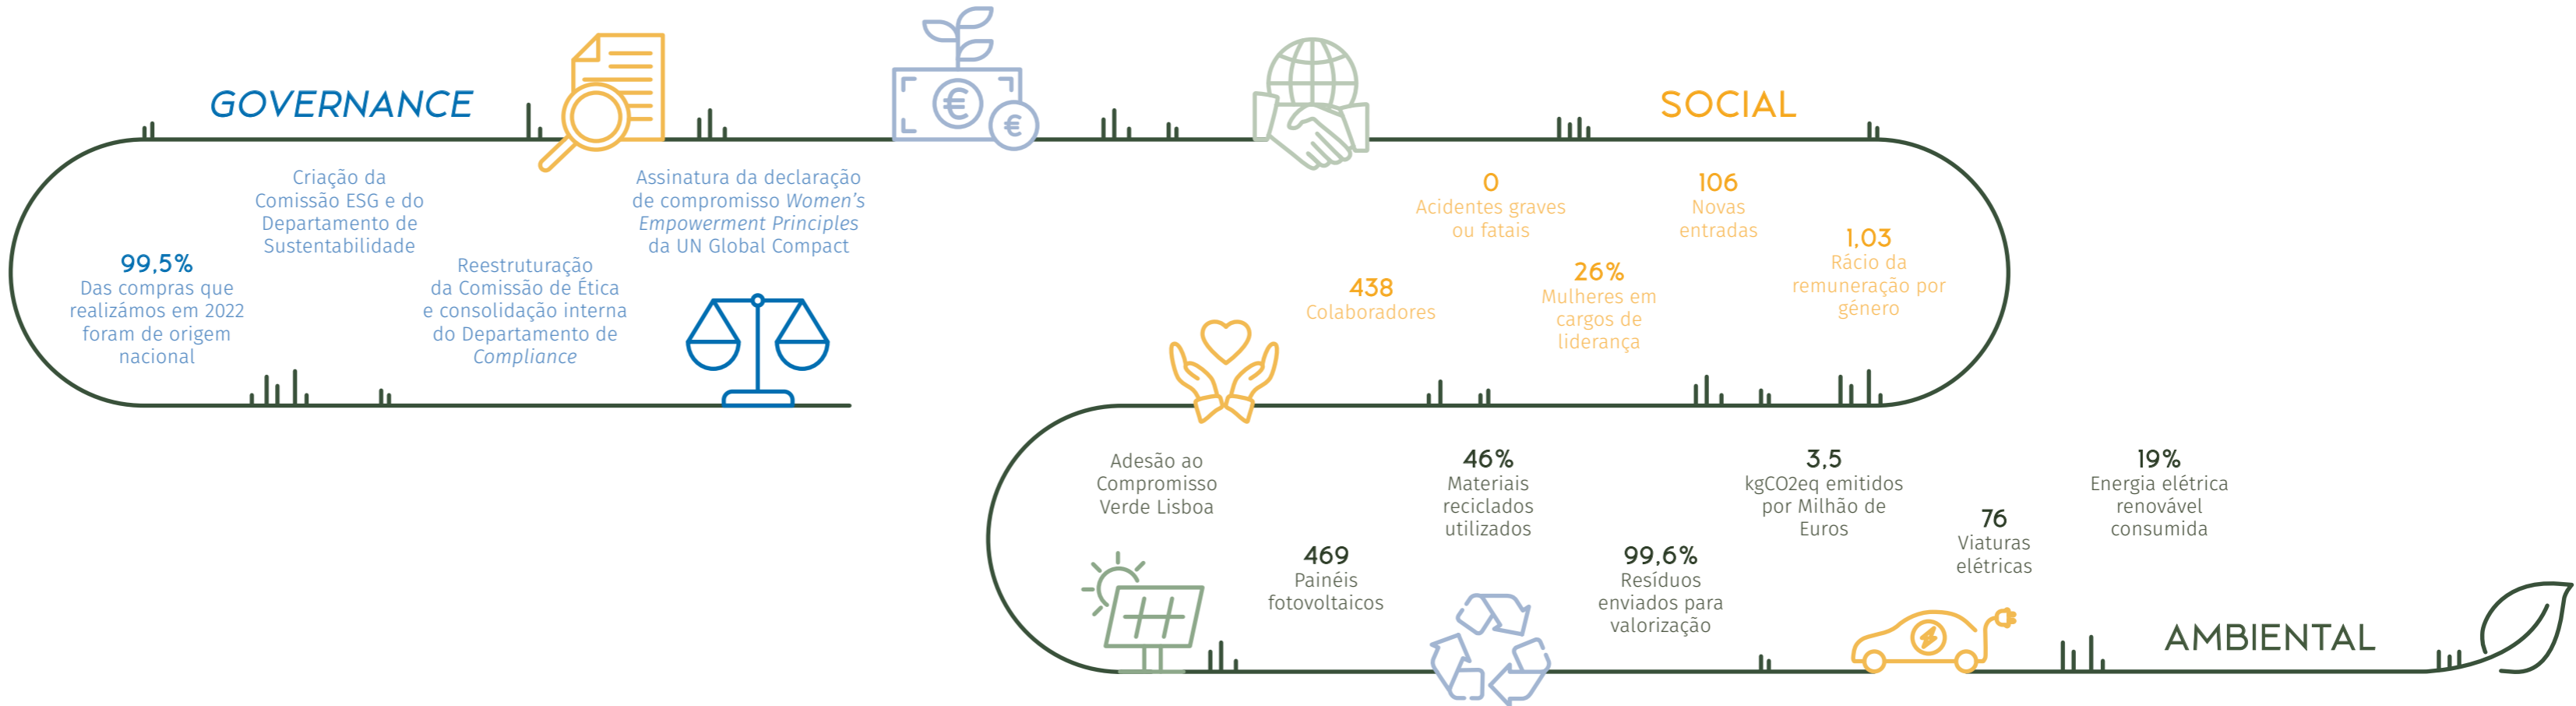 GOVERNANCE
99,5%
Das compras que
realizámos em 2022
foram de origem
nacional
Criação da
Comissão ESG e do
Departamento de
Sustentabilidade
Reestruturação
da Comissão de Ética
e consolidação interna
do Departamento de
Compliance
Assinatura da declaração
de compromisso Women's
Empowerment Principles
da UN Global Compact
SOCIAL
438
Colaboradores
0
Acidentes graves
ou fatais
26%
Mulheres em
cargos de
liderança
106
Novas
entradas
1,03
Rácio da
remuneração por
género
Adesão ao
Compromisso
Verde Lisboa
469
Painéis
fotovoltaicos
46%
Materiais
reciclados
utilizados
99,6%
Resíduos
enviados para
valorização
3,5
kgCO2eq emitidos
por Milhão de
Euros
76
Viaturas
elétricas
19%
Energia elétrica
renovável
consumida
AMBIENTAL